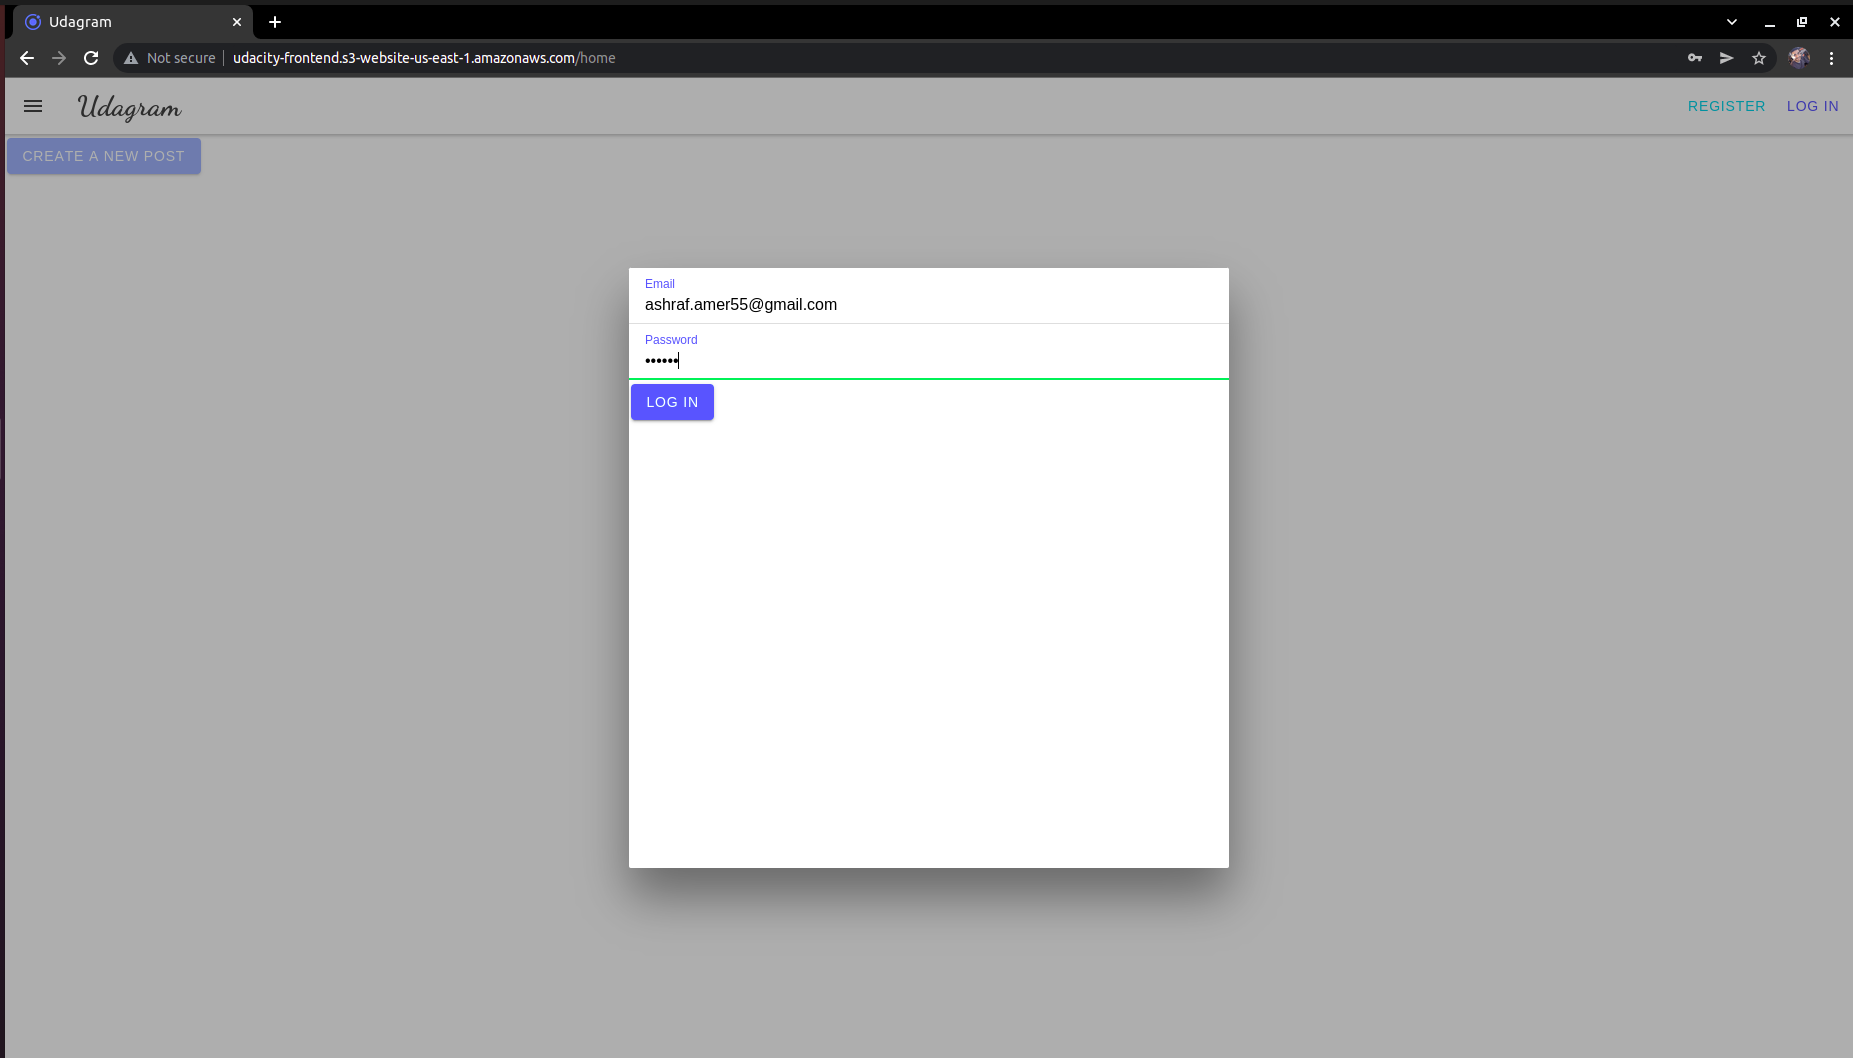 Udagram
Not secure | udacity-frontend.s3-website-us-east-1.amazonaws.com/home
Udagram
REGISTER LOG IN
CREATE A NEW POST
Email
ashraf.amer55@gmail.com
Password
••••••
LOG IN